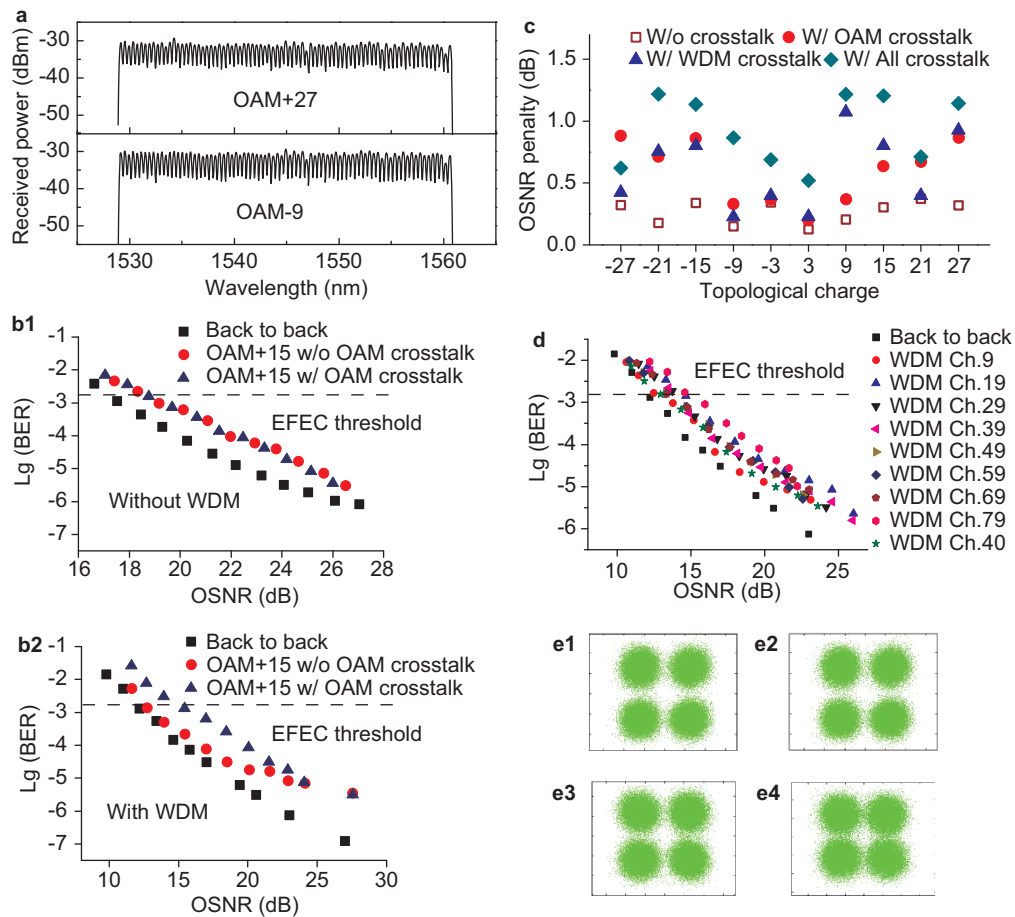 a
Received power (dBm)
-30
-50
OAM+27
-30
-50
OAM-9
1530 1540 1550 1560
Wavelength (nm)
c
W/o crosstalk W/ OAM crosstalk
W/ WDM crosstalk W/ All crosstalk
OSNR penalty (dB)
1.5
1.0
0.5
0.0
-27 -21 -15 -9 -3 3 9 15 21 27
Topological charge
b1
Lg (BER)
-1
-2
-3
-4
-5
-6
-7
Back to back
OAM+15 w/o OAM crosstalk
OAM+15 w/ OAM crosstalk
EFEC threshold
Without WDM
16 18 20 22 24 26 28
OSNR (dB)
d
Lg (BER)
-2
-3
-4
-5
-6
EFEC threshold
10 15 20 25
OSNR (dB)
Back to back
WDM Ch.9
WDM Ch.19
WDM Ch.29
WDM Ch.39
WDM Ch.49
WDM Ch.59
WDM Ch.69
WDM Ch.79
WDM Ch.40
b2
Lg (BER)
-1
-2
-3
-4
-5
-6
-7
Back to back
OAM+15 w/o OAM crosstalk
OAM+15 w/ OAM crosstalk
EFEC threshold
With WDM
10 15 20 25 30
OSNR (dB)
e1
e2
e3
e4